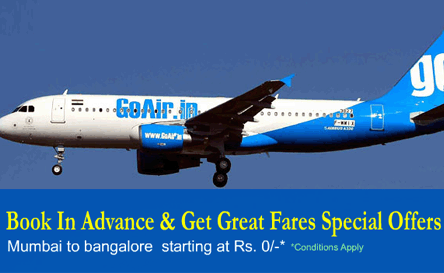 go
GoAir.in
www.GoAir.in
Book In Advance & Get Great Fares Special Offers
Mumbai to bangalore starting at Rs. 0/-* *Conditions Apply